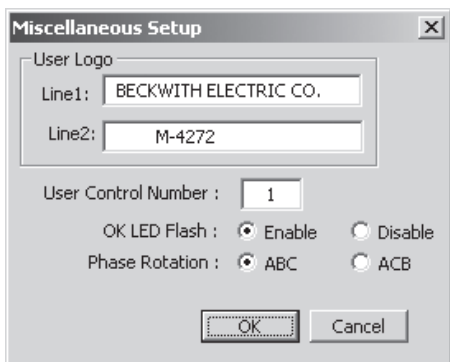 Miscellaneous Setup
User Logo
Line1: BECKWITH ELECTRIC CO.
Line2: M-4272
User Control Number : 1
OK LED Flash : Enable Disable
Phase Rotation : ABC ACB
OK Cancel